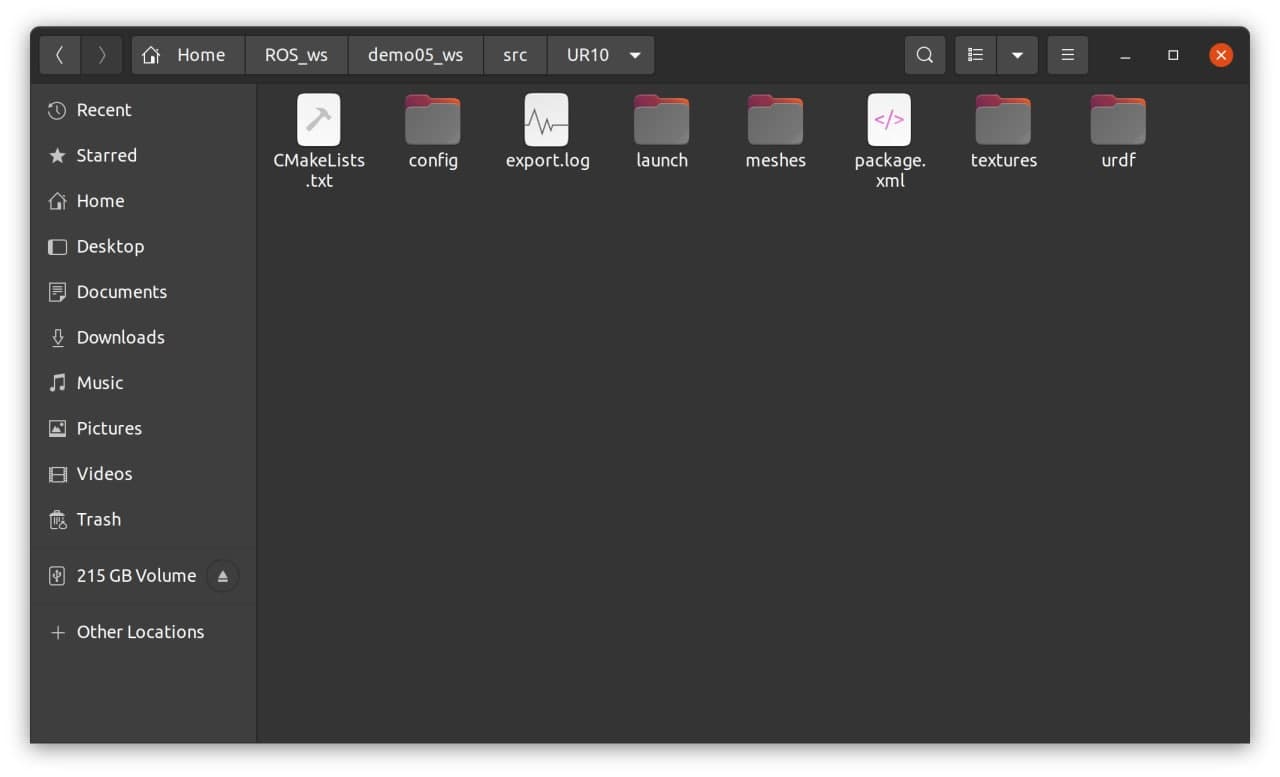 Home ROS_ws demo05_ws src UR10
Recent
Starred
Home
Desktop
Documents
Downloads
Music
Pictures
Videos
Trash
215 GB Volume
Other Locations
CMakeLists
.txt
config
export.log
launch
meshes
package.
xml
textures
urdf